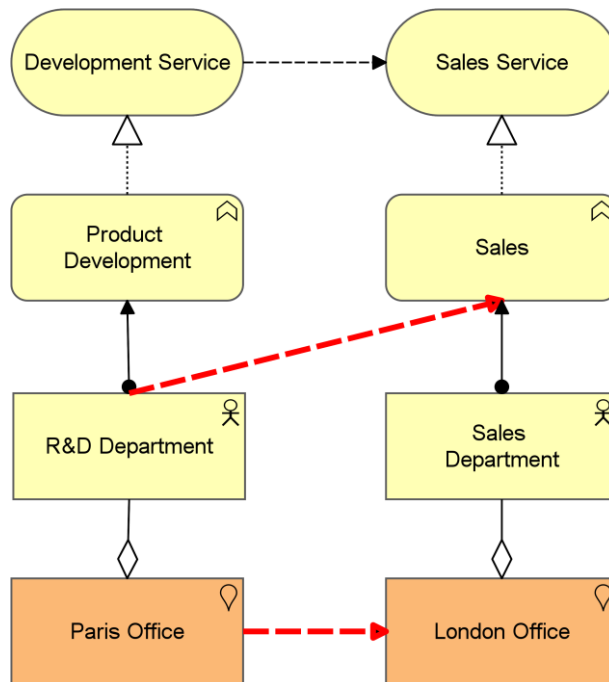 Development Service
Sales Service
Product
Development
Sales
R&D Department
Sales
Department
Paris Office
London Office